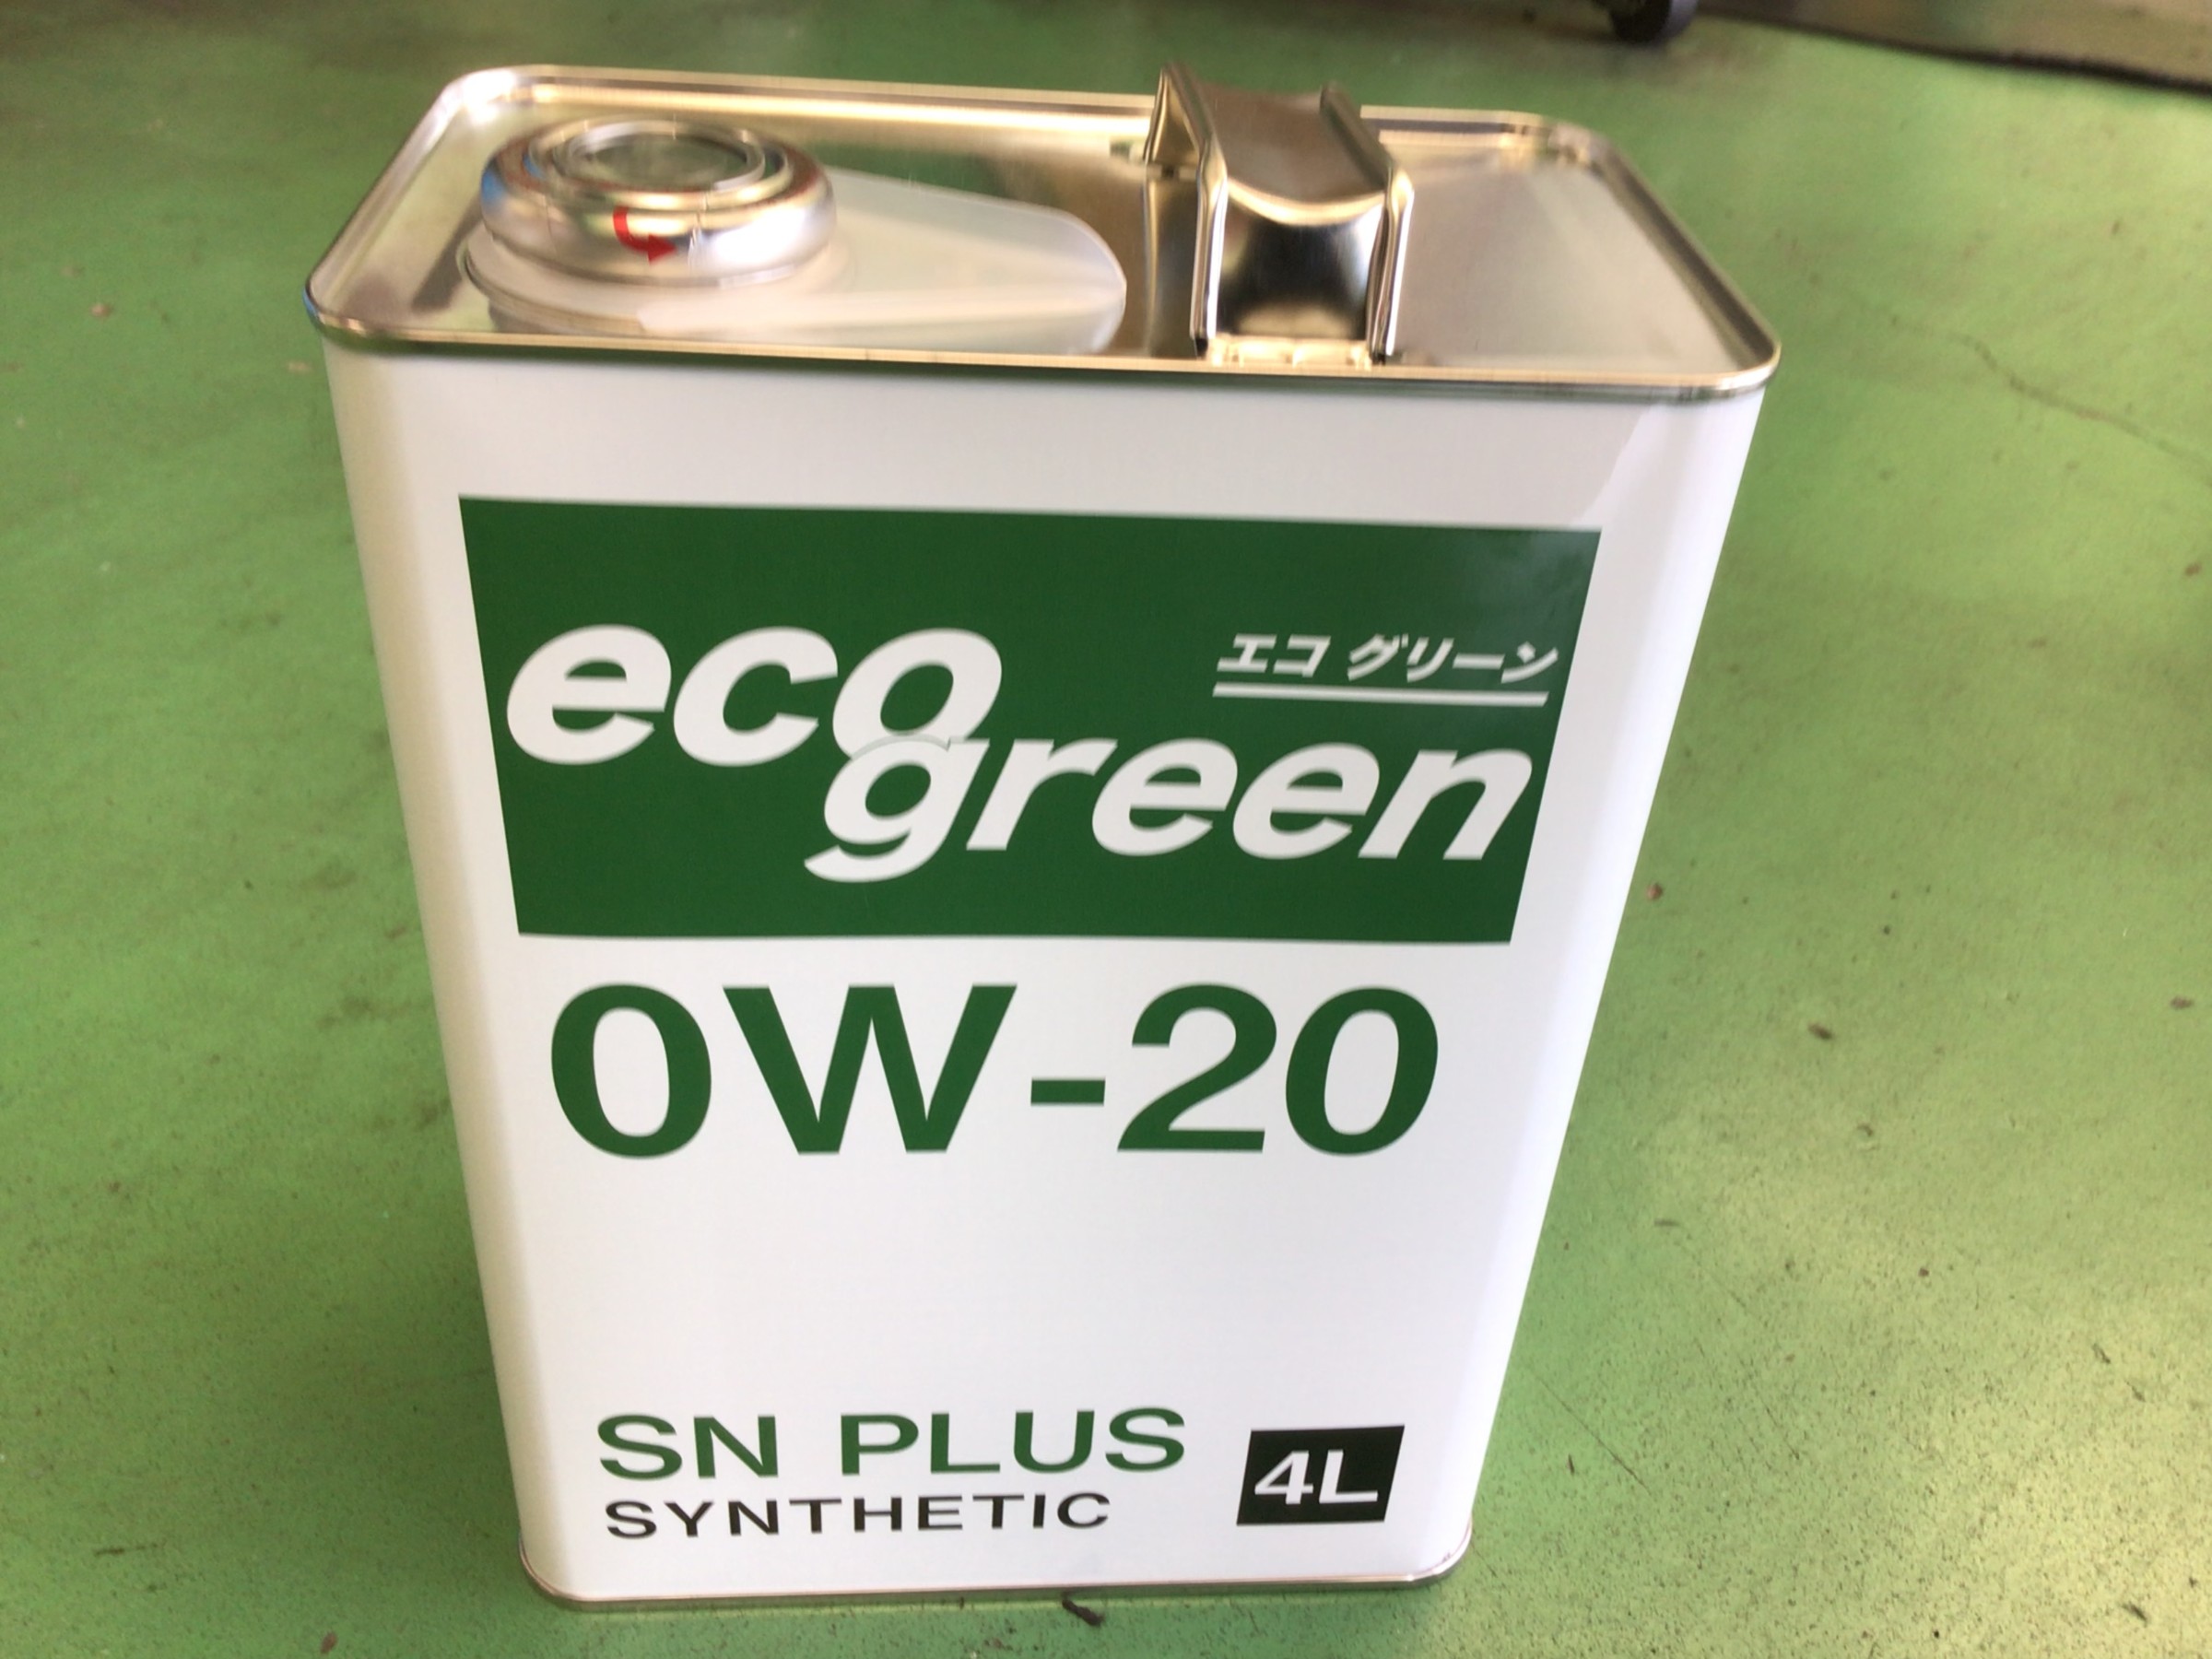 eco
エコ グリーン
green
0W-20
SN PLUS
SYNTHETIC
4L